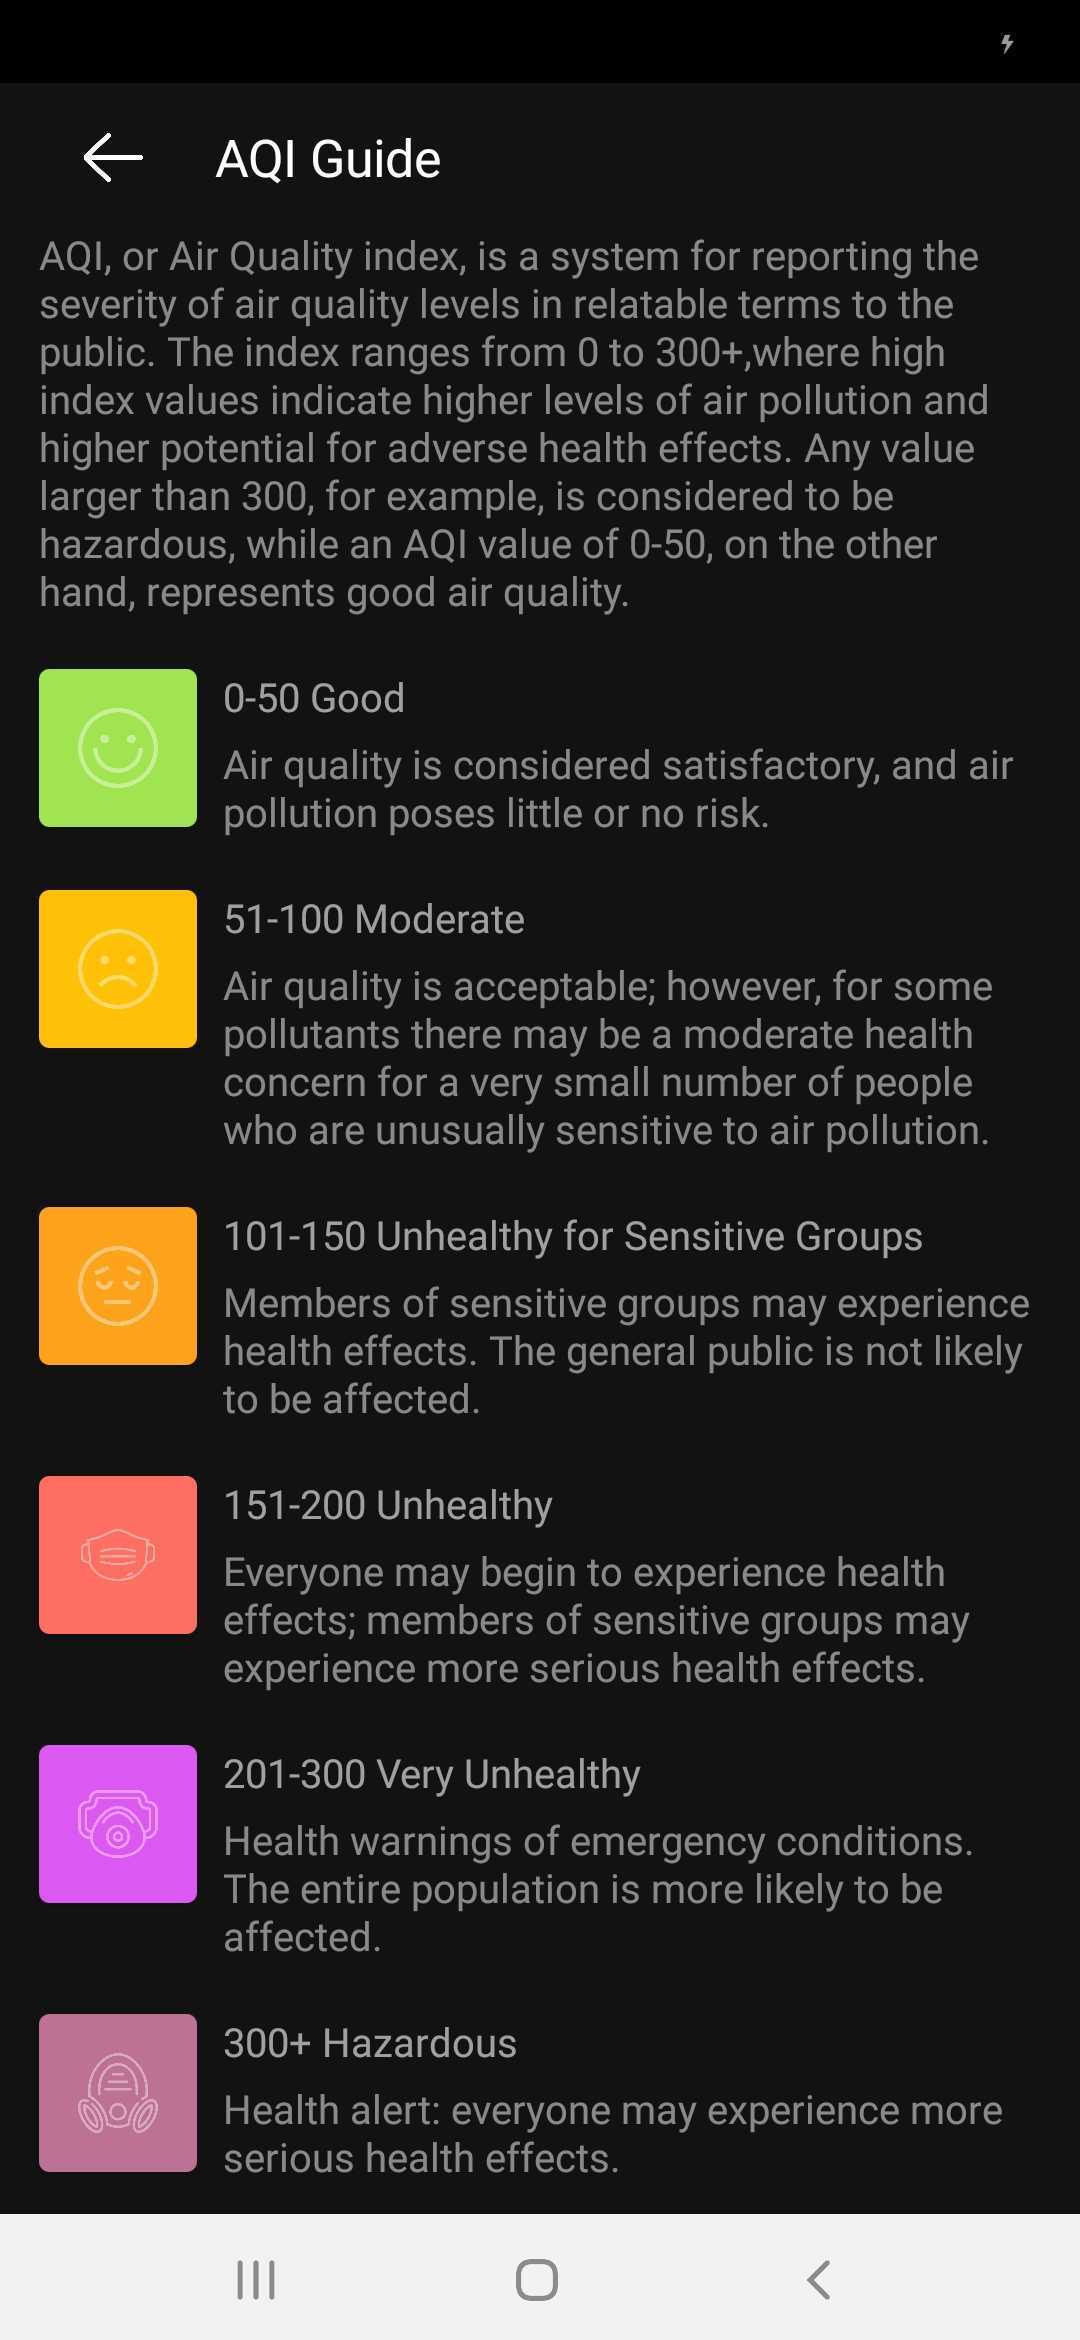 AQI Guide
AQI, or Air Quality index, is a system for reporting the
severity of air quality levels in relatable terms to the
public. The index ranges from 0 to 300+,where high
index values indicate higher levels of air pollution and
higher potential for adverse health effects. Any value
larger than 300, for example, is considered to be
hazardous, while an AQI value of 0-50, on the other
hand, represents good air quality.
0-50 Good
Air quality is considered satisfactory, and air
pollution poses little or no risk.
51-100 Moderate
Air quality is acceptable; however, for some
pollutants there may be a moderate health
concern for a very small number of people
who are unusually sensitive to air pollution.
101-150 Unhealthy for Sensitive Groups
Members of sensitive groups may experience
health effects. The general public is not likely
to be affected.
151-200 Unhealthy
Everyone may begin to experience health
effects; members of sensitive groups may
experience more serious health effects.
201-300 Very Unhealthy
Health warnings of emergency conditions.
The entire population is more likely to be
affected.
300+ Hazardous
Health alert: everyone may experience more
serious health effects.